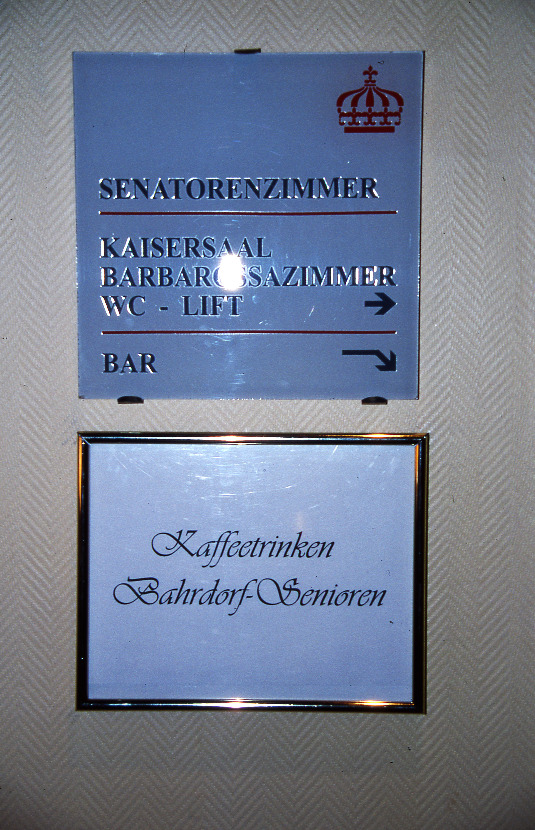 SENATORENZIMMER
KAISERSAAL
BARBAROSSAZIMMER
WC - LIFT
BAR
Kaffeetrinken
Bahrdorf-Senioren